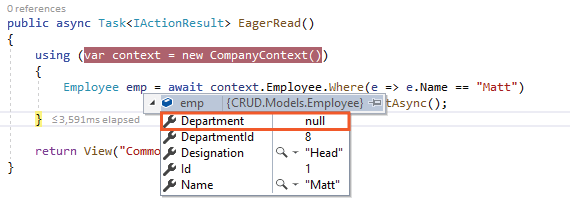 0 references
public async Task<IActionResult> EagerRead()
{
using (var context = new CompanyContext())
{
Employee emp = await context.Employee.Where(e => e.Name == "Matt")
emp {CRUD.Models.Employee} tAsync();
Department null
} ≤3,591ms elapsed
DepartmentId 8
return View("Commo
Designation "Head"
Id 1
}
Name "Matt"